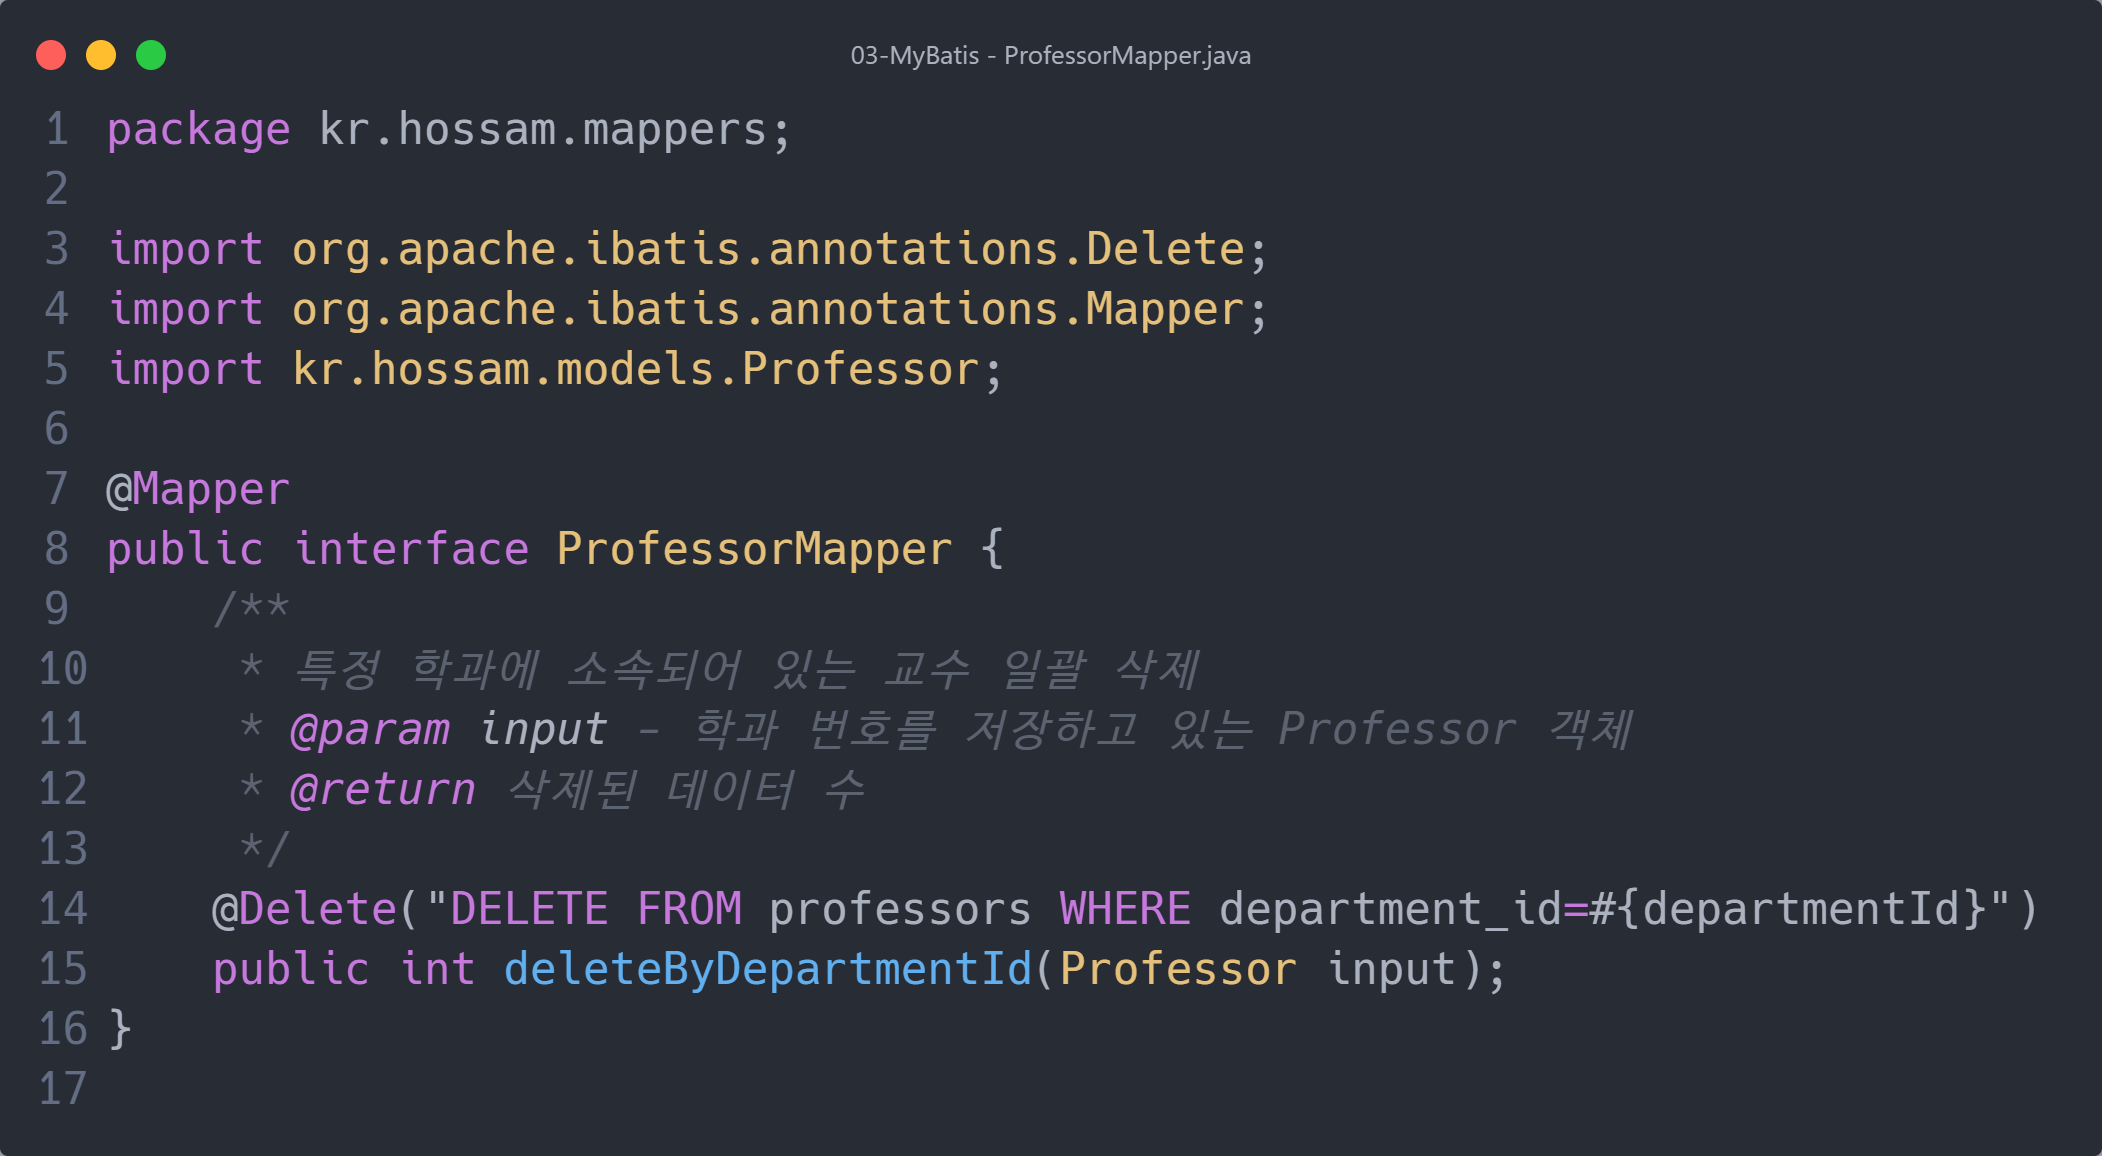 03-MyBatis - ProfessorMapper.java
1 package kr.hossam.mappers;
2
3 import org.apache.ibatis.annotations.Delete;
4 import org.apache.ibatis.annotations.Mapper;
5 import kr.hossam.models.Professor;
6
7 @Mapper
8 public interface ProfessorMapper {
9     /**
10      * 특정 학과에 소속되어 있는 교수 일괄 삭제
11      * @param input - 학과 번호를 저장하고 있는 Professor 객체
12      * @return 삭제된 데이터 수
13      */
14     @Delete("DELETE FROM professors WHERE department_id=#{departmentId}")
15     public int deleteByDepartmentId(Professor input);
16 }
17